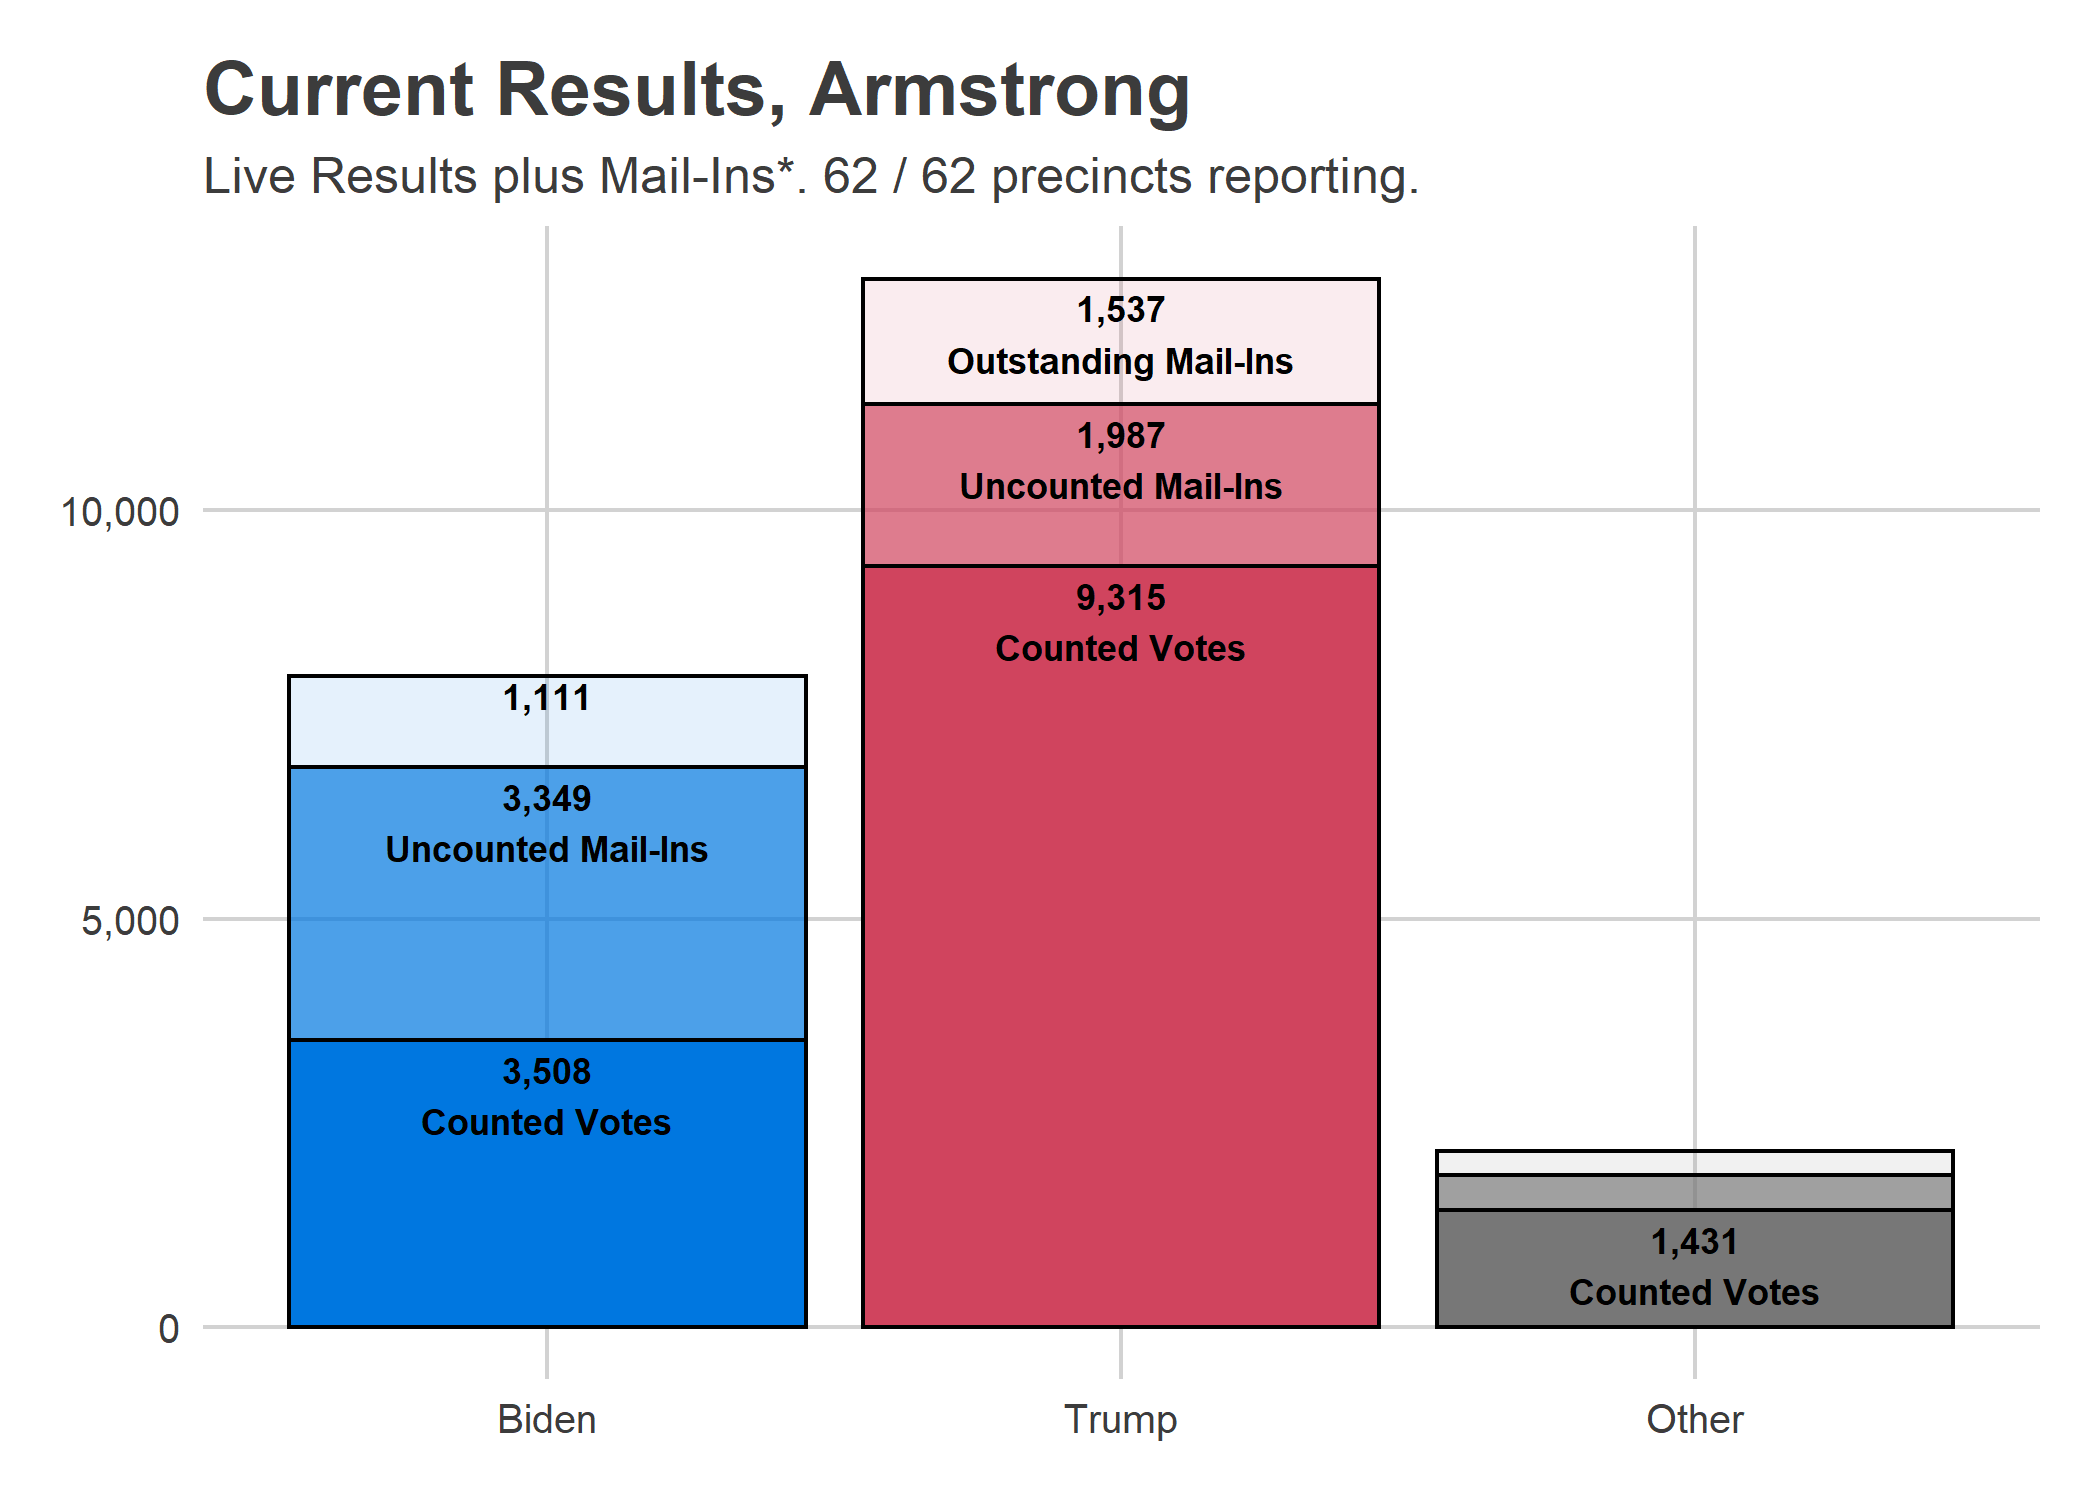 Current Results, Armstrong
Live Results plus Mail-Ins*. 62 / 62 precincts reporting.
1,537
Outstanding Mail-Ins
1,987
Uncounted Mail-Ins
10,000
9,315
Counted Votes
1,111
3,349
Uncounted Mail-Ins
5,000
3,508
Counted Votes
1,431
Counted Votes
0
Biden
Trump
Other